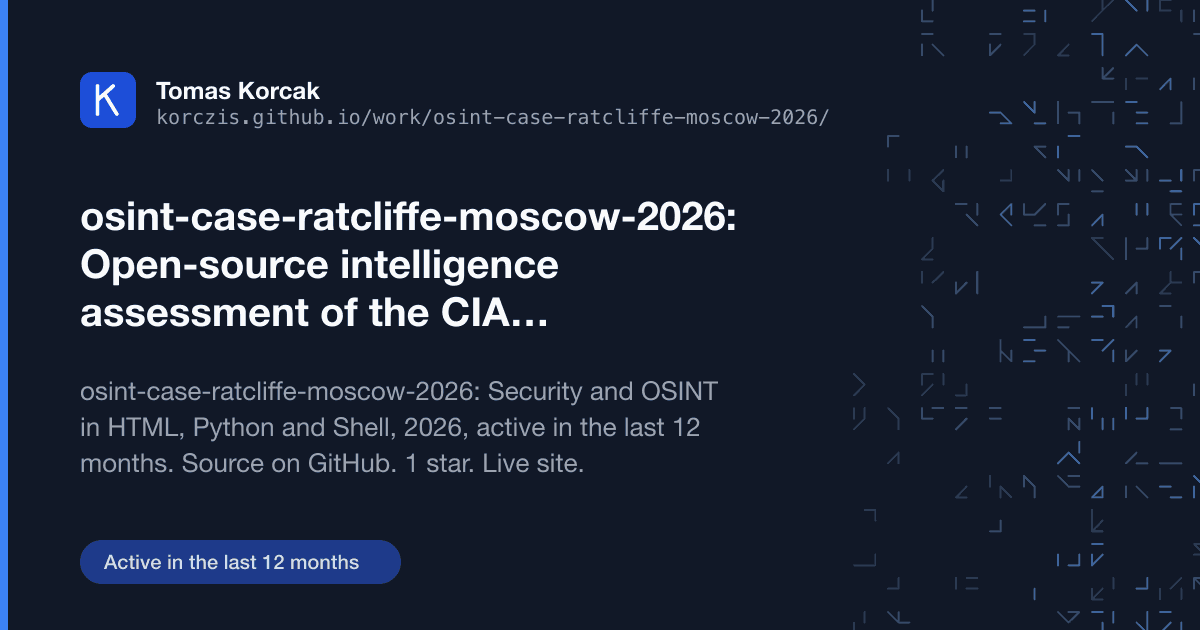 K
Tomas Korcak
korczis.github.io/work/osint-case-ratcliffe-moscow-2026/
osint-case-ratcliffe-moscow-2026:
Open-source intelligence
assessment of the CIA…
osint-case-ratcliffe-moscow-2026: Security and OSINT
in HTML, Python and Shell, 2026, active in the last 12
months. Source on GitHub. 1 star. Live site.
Active in the last 12 months